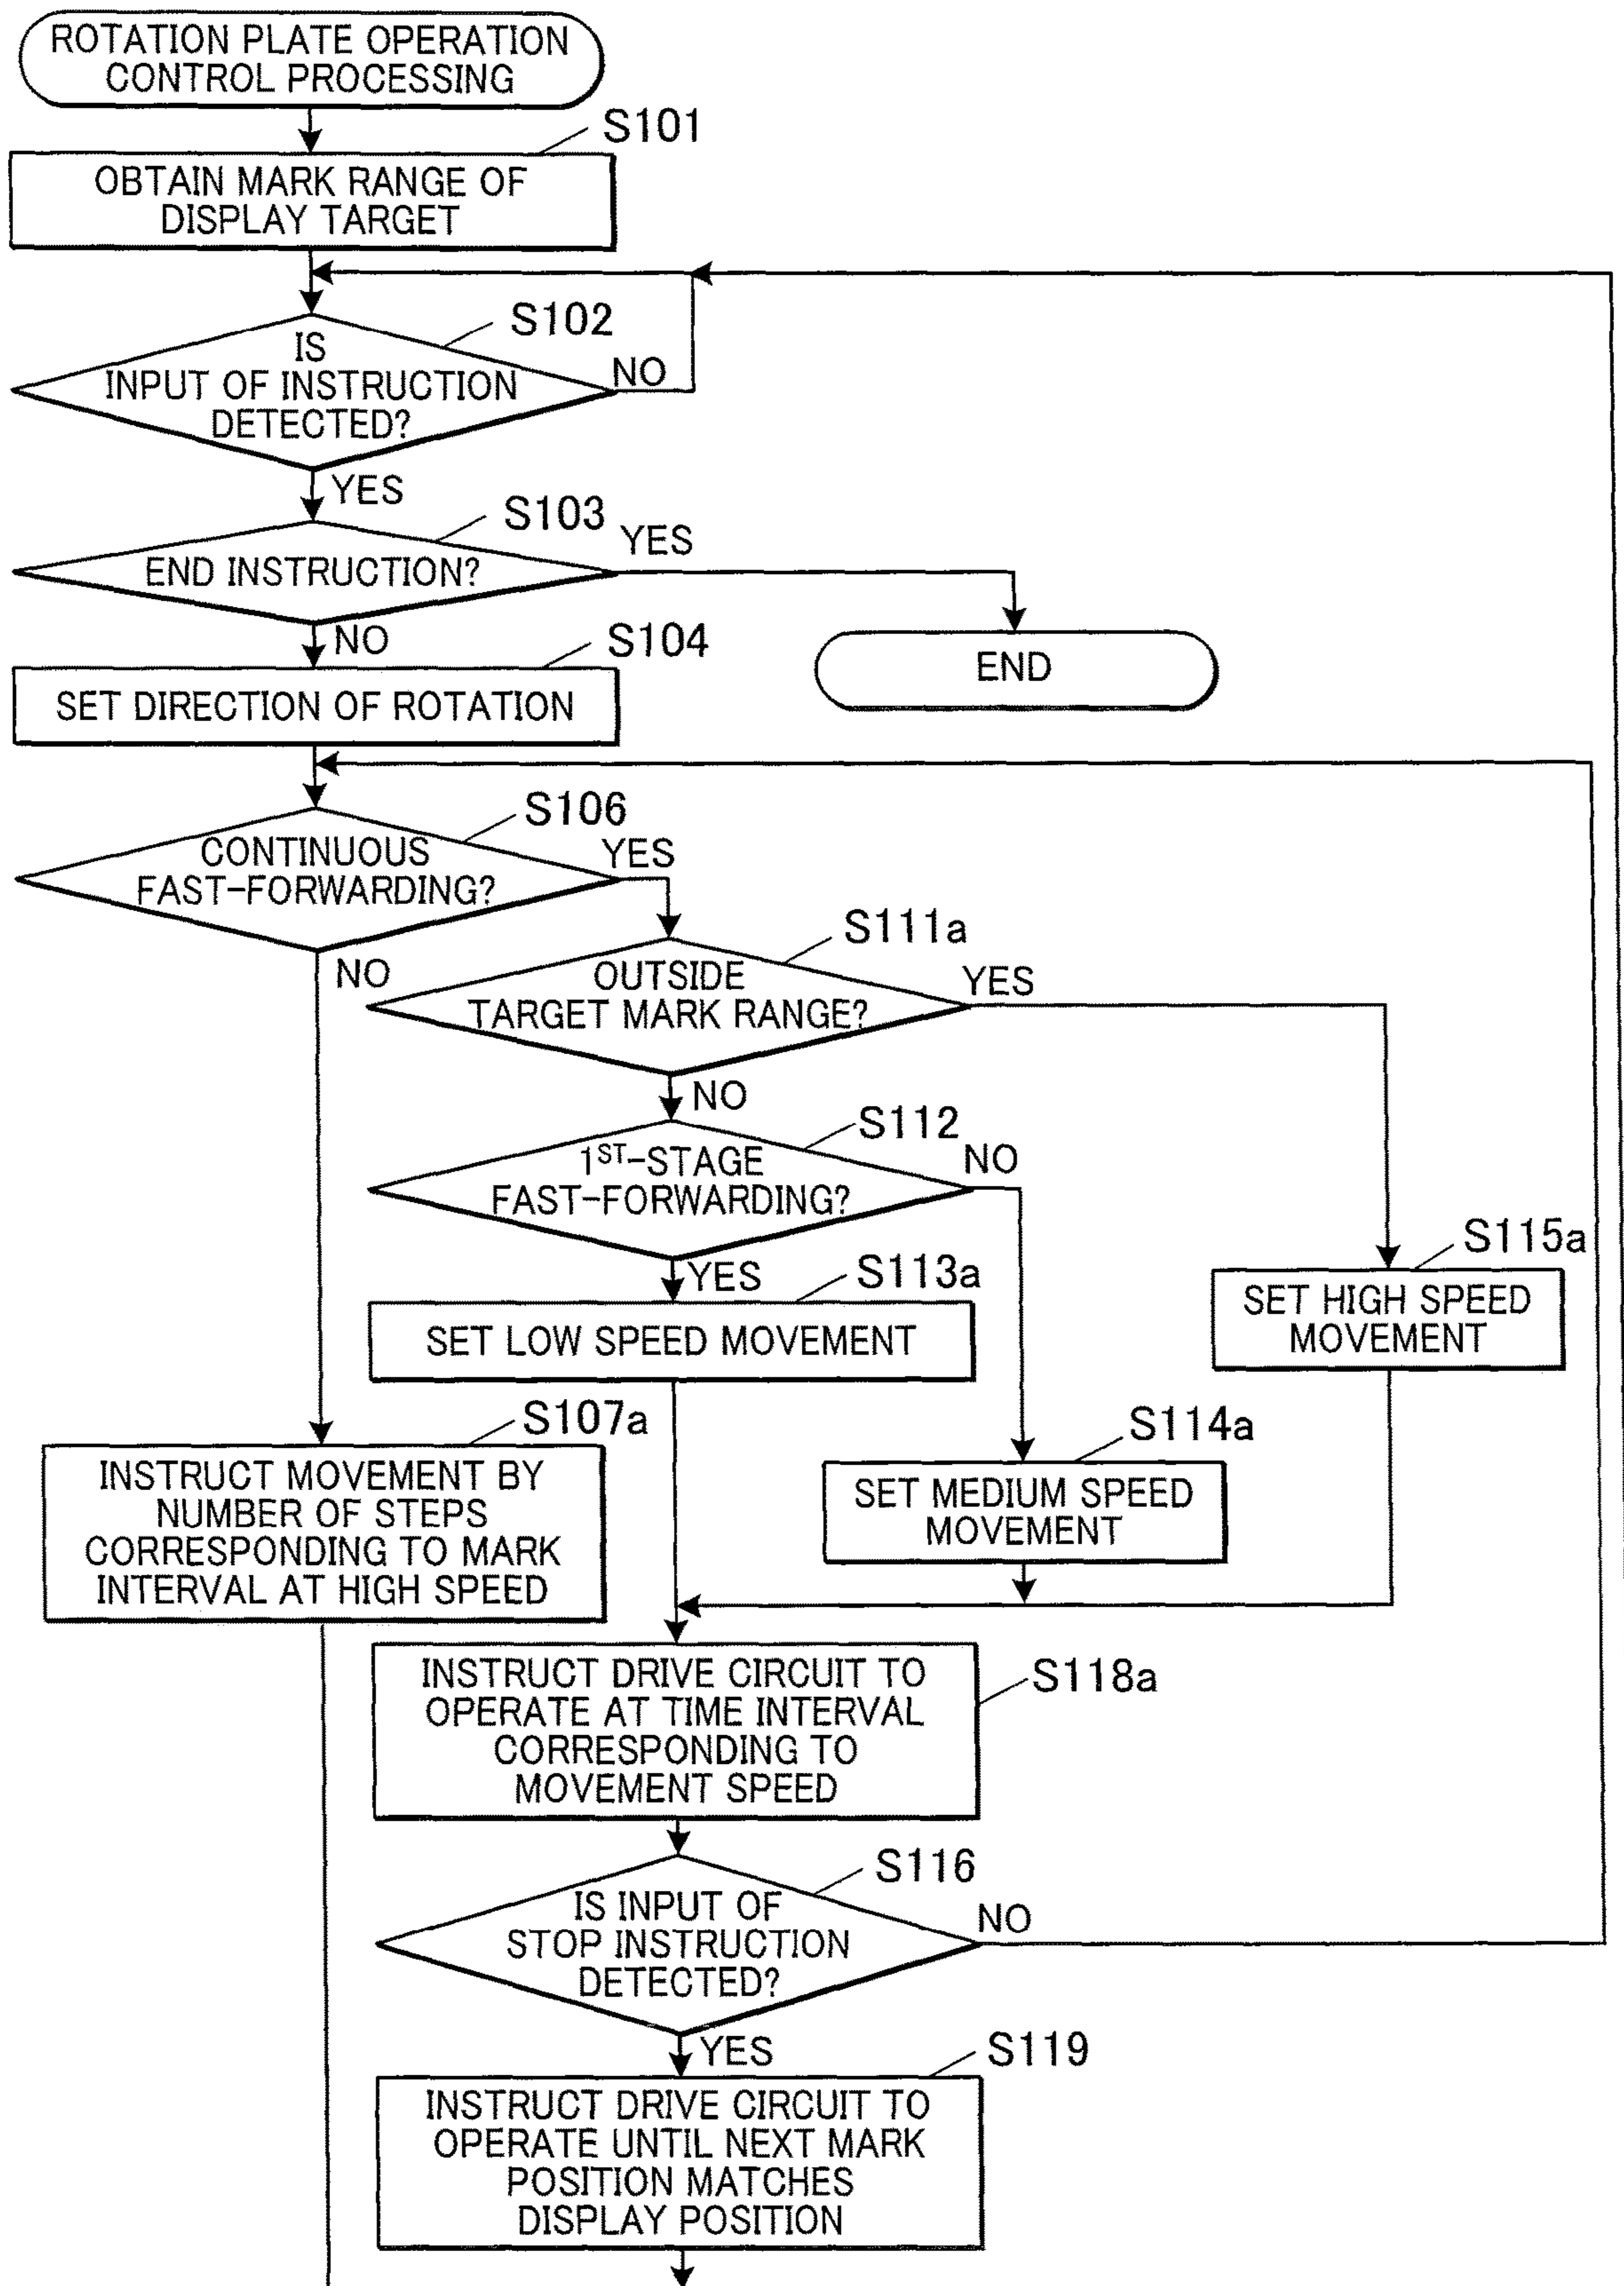 ROTATION PLATE OPERATION
CONTROL PROCESSING
S101
OBTAIN MARK RANGE OF
DISPLAY TARGET
S102
IS
INPUT OF INSTRUCTION
DETECTED?
NO
YES
S103
END INSTRUCTION?
YES
NO
END
S104
SET DIRECTION OF ROTATION
S106
CONTINUOUS
FAST-FORWARDING?
YES
NO
S111a
OUTSIDE
TARGET MARK RANGE?
YES
NO
S112
1ST-STAGE
FAST-FORWARDING?
NO
YES
S113a
SET LOW SPEED MOVEMENT
S115a
SET HIGH SPEED
MOVEMENT
S107a
INSTRUCT MOVEMENT BY
NUMBER OF STEPS
CORRESPONDING TO MARK
INTERVAL AT HIGH SPEED
S114a
SET MEDIUM SPEED
MOVEMENT
S118a
INSTRUCT DRIVE CIRCUIT TO
OPERATE AT TIME INTERVAL
CORRESPONDING TO
MOVEMENT SPEED
S116
IS INPUT OF
STOP INSTRUCTION
DETECTED?
NO
YES
S119
INSTRUCT DRIVE CIRCUIT TO
OPERATE UNTIL NEXT MARK
POSITION MATCHES
DISPLAY POSITION